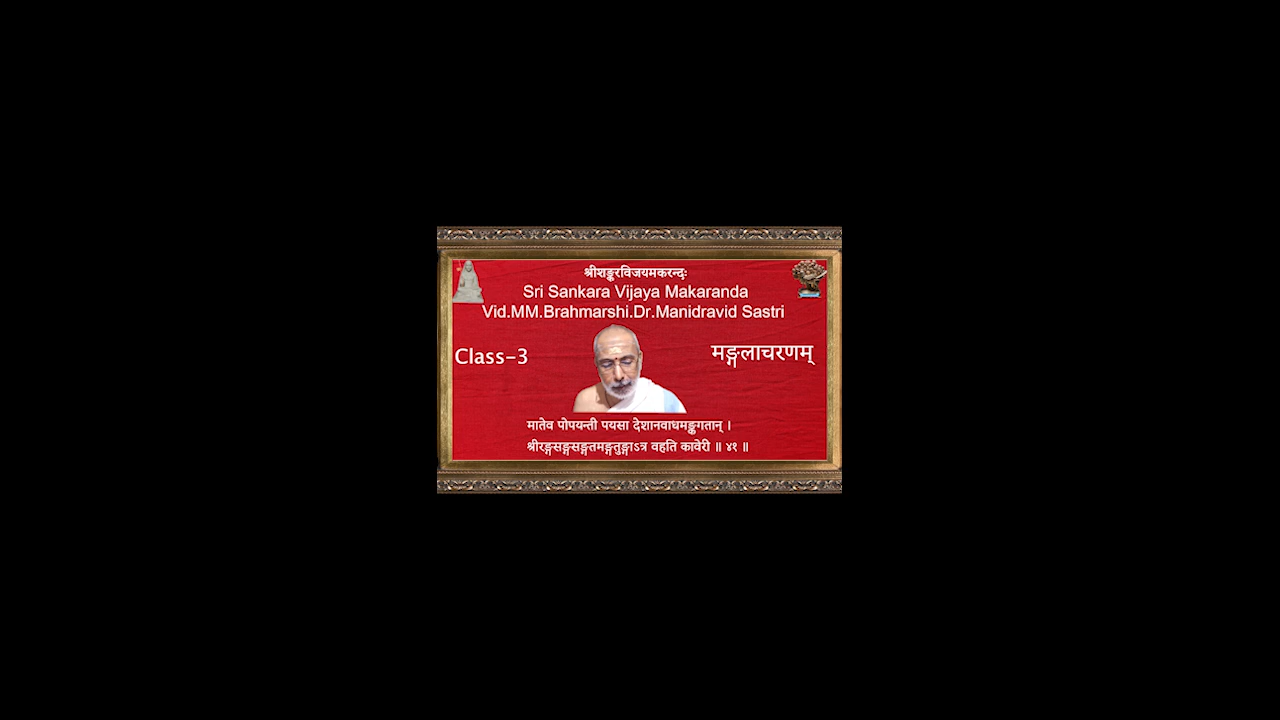 श्रीशङ्करविजयमकरन्दः
Sri Sankara Vijaya Makaranda
Vid.MM.Brahmarshi.Dr.Manidravid Sastri
Class-3
मङ्गलाचरणम्
मातेव पोपयन्ती पयसा देशानवाधमङ्कगतान् ।
श्रीरङ्गसङ्गसङ्गतमङ्गतुङ्गाऽत्र वहति कावेरी ॥ ४१ ॥